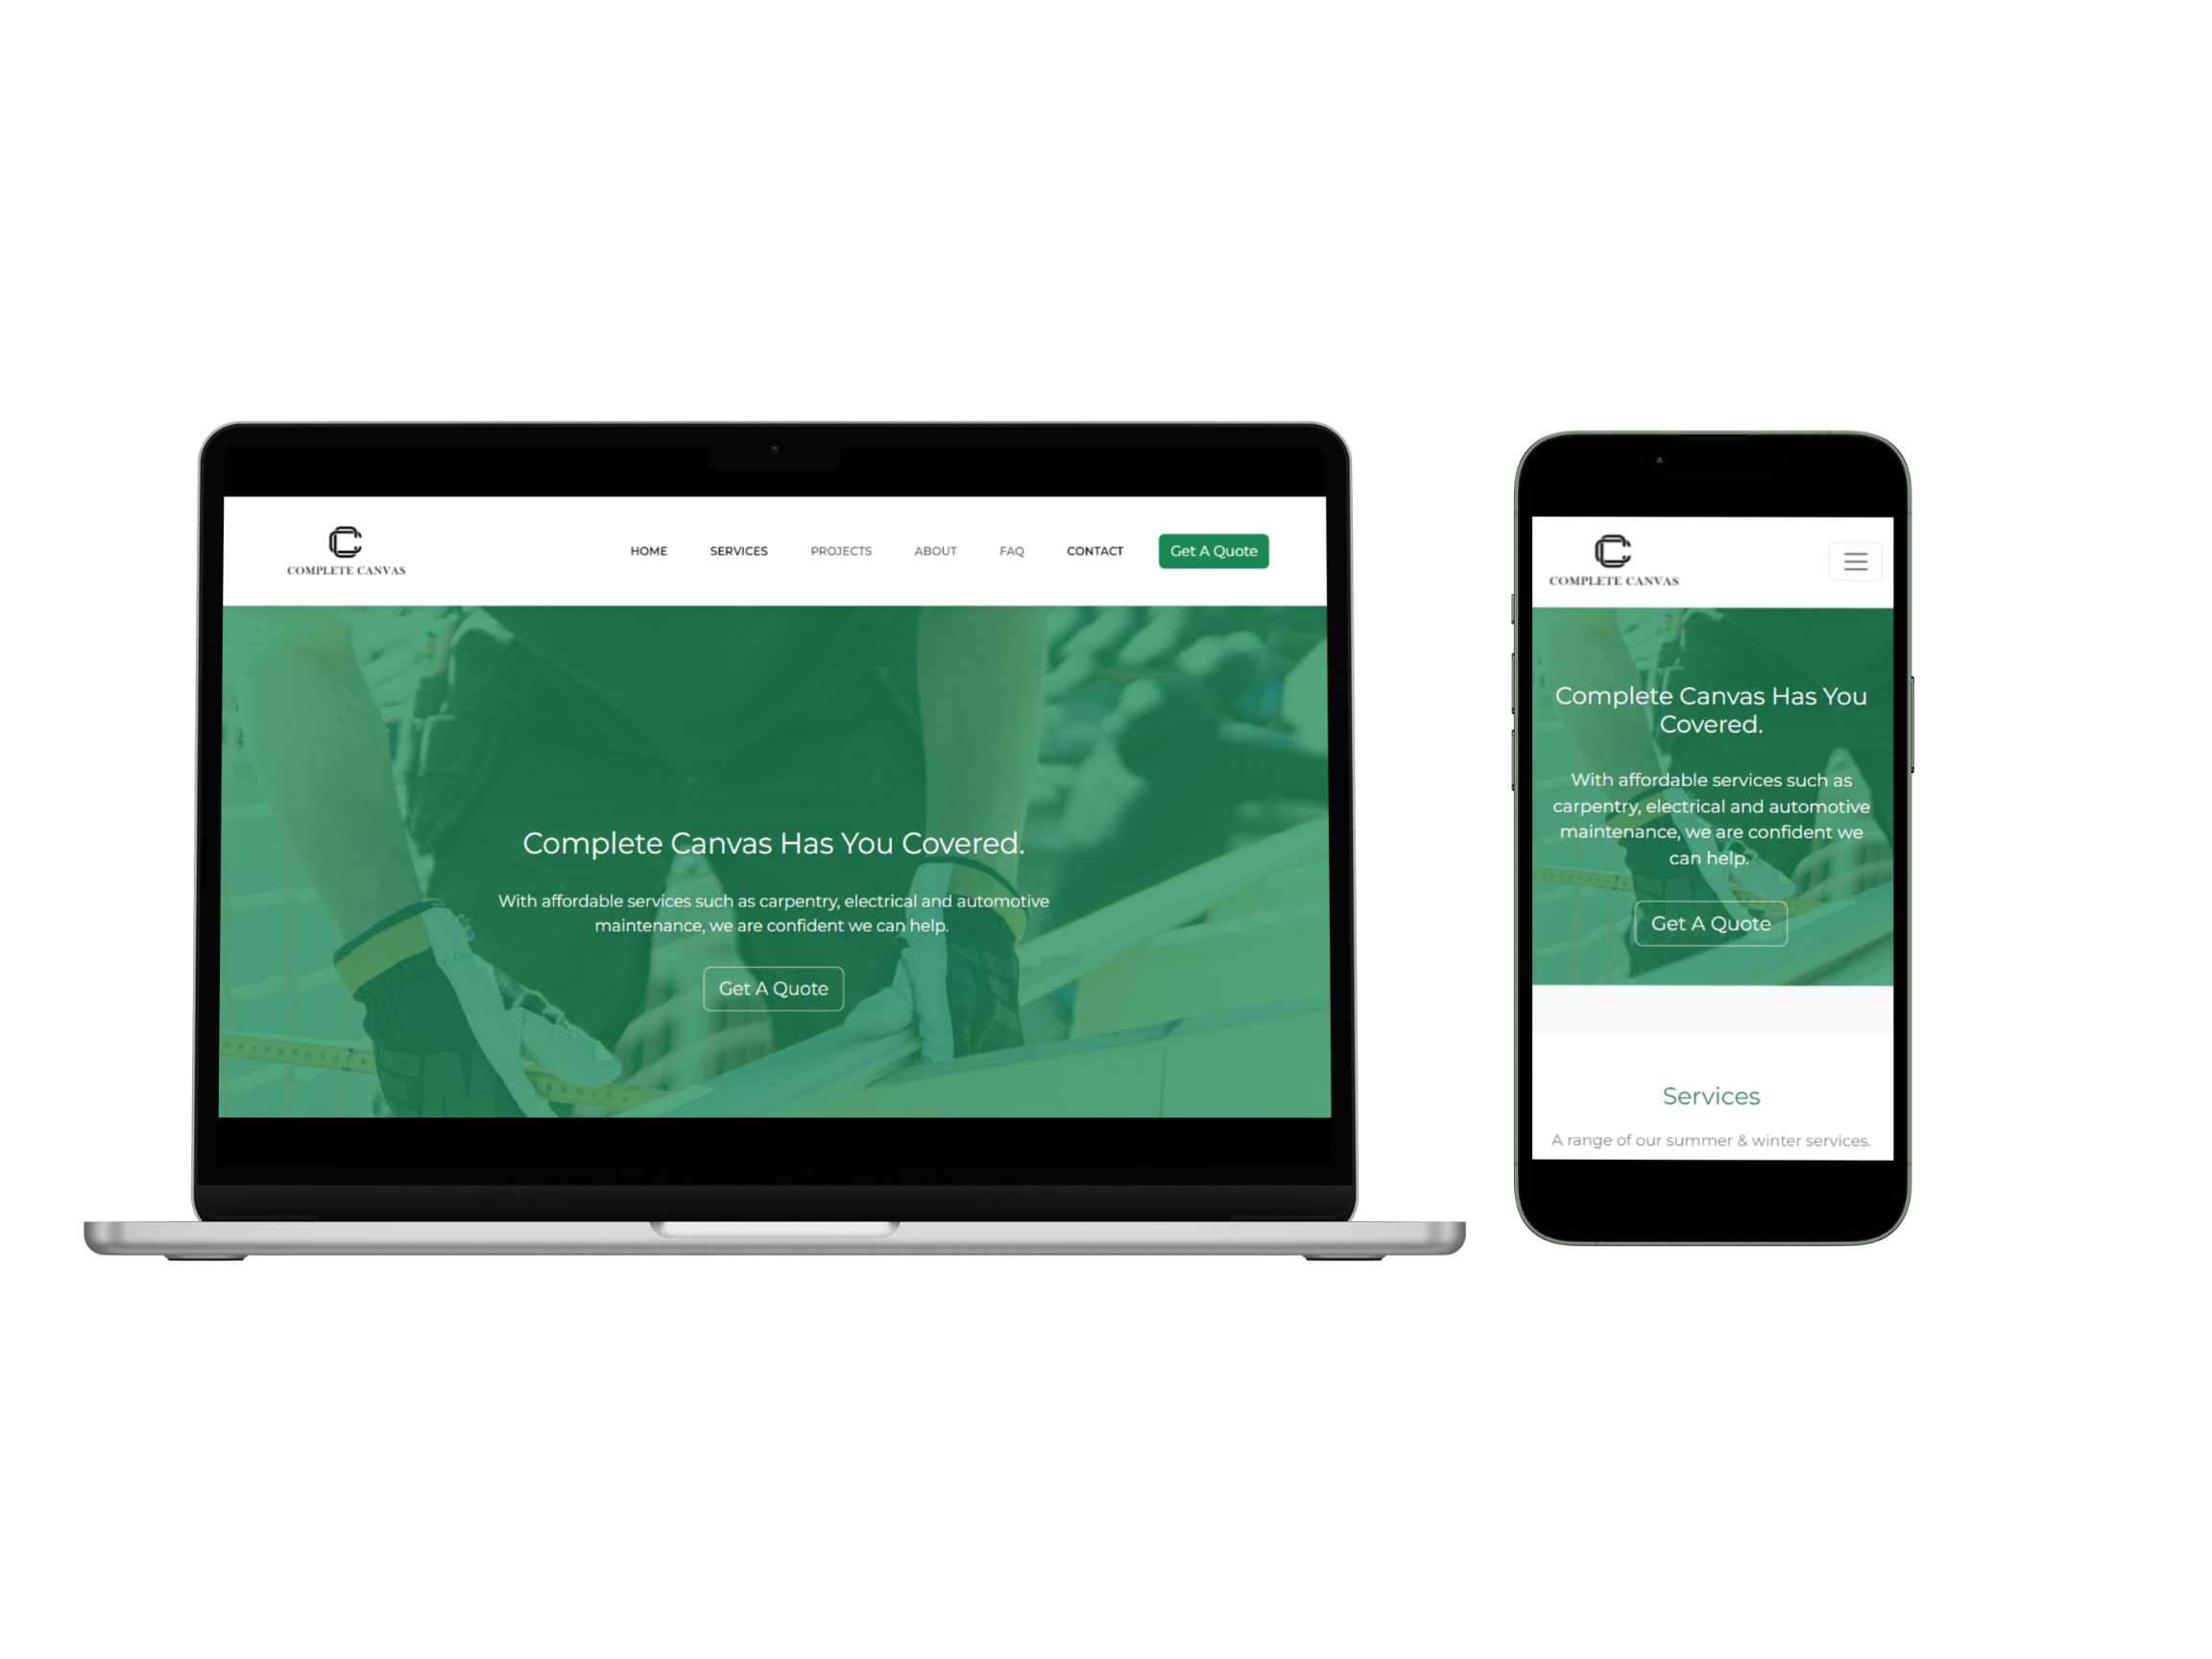 COMPLETE CANVAS
HOME SERVICES PROJECTS ABOUT FAQ CONTACT Get A Quote
Complete Canvas Has You Covered.
With affordable services such as carpentry, electrical and automotive
maintenance, we are confident we can help.
Get A Quote
COMPLETE CANVAS
Complete Canvas Has You
Covered.
With affordable services such as
carpentry, electrical and automotive
maintenance, we are confident we
can help.
Get A Quote
Services
A range of our summer & winter services.